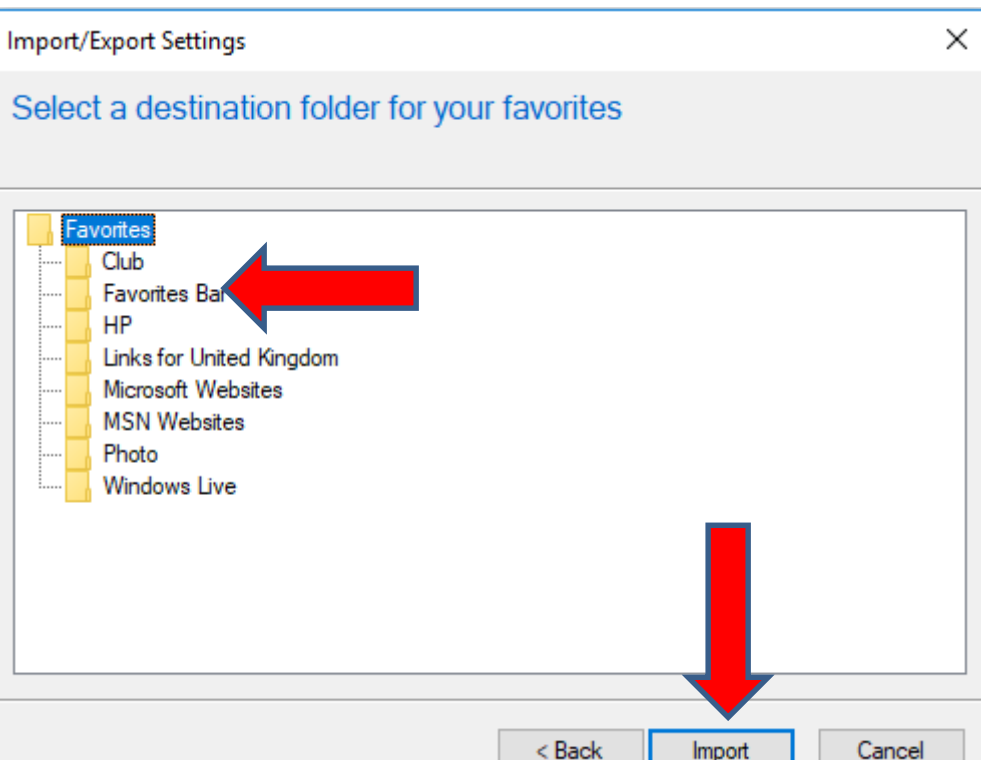 Import/Export Settings
Select a destination folder for your favorites
Favorites
Club
Favorites Bar
HP
Links for United Kingdom
Microsoft Websites
MSN Websites
Photo
Windows Live
< Back Import Cancel